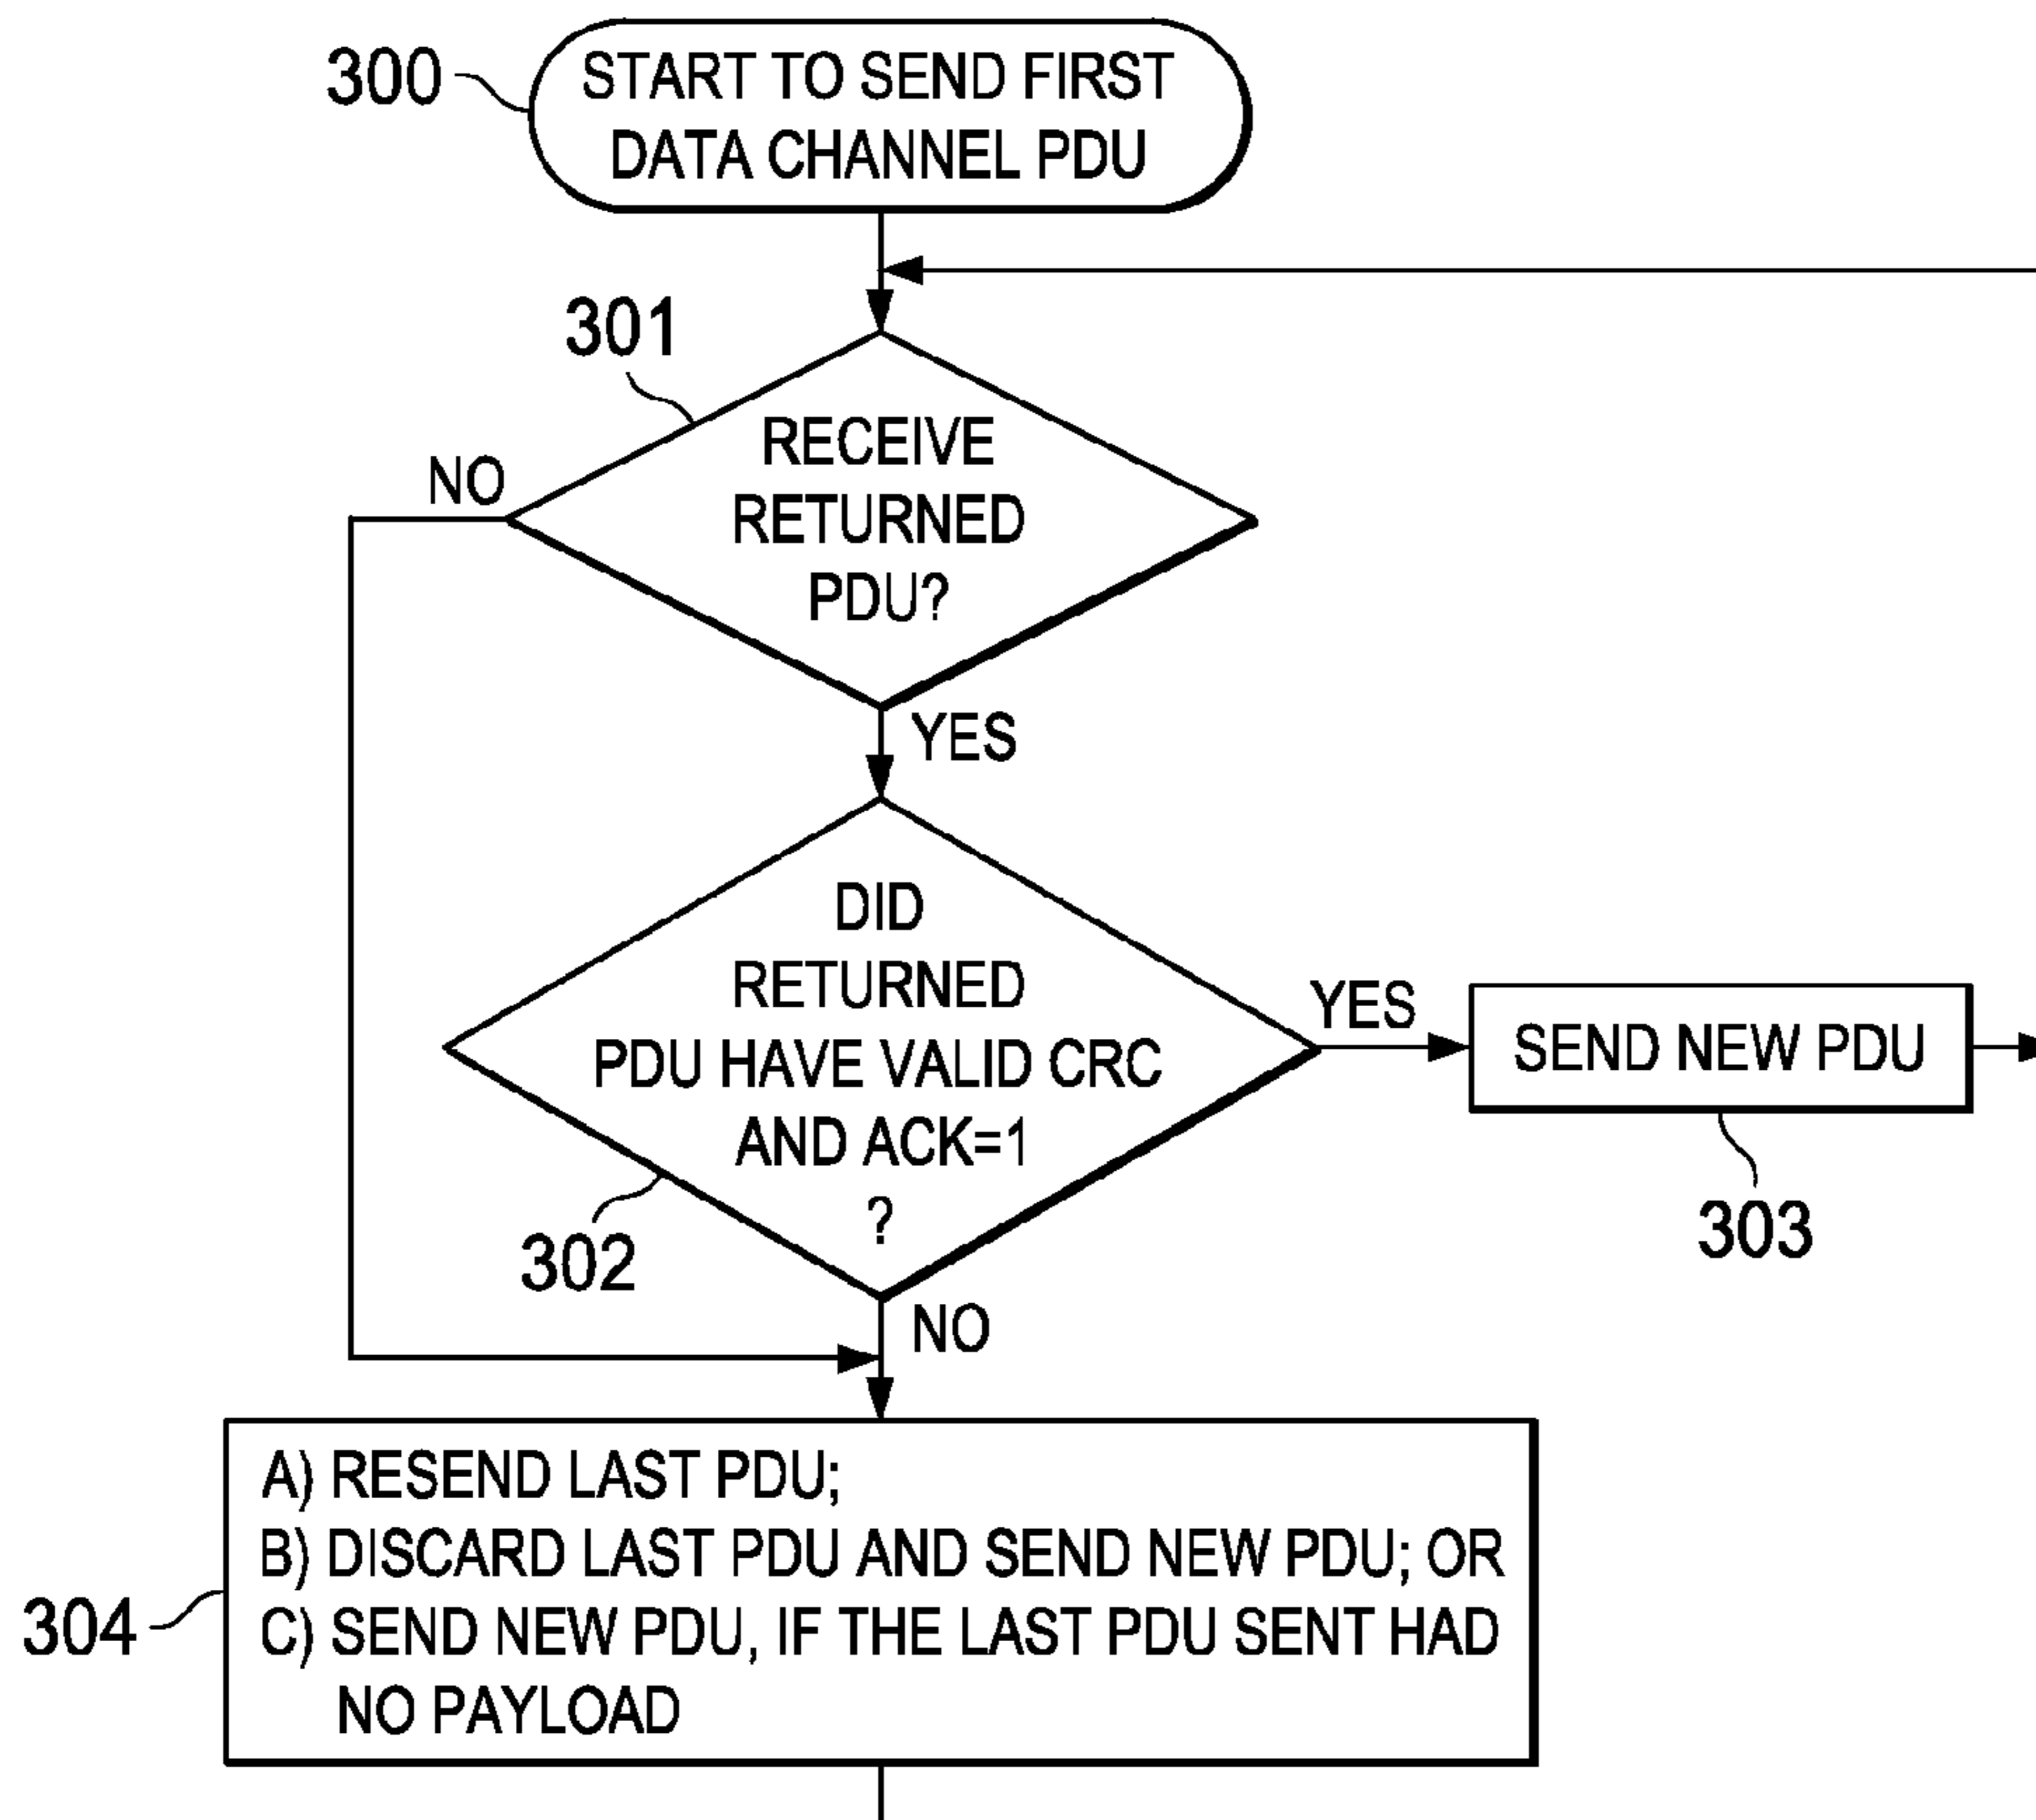 300
START TO SEND FIRST
DATA CHANNEL PDU
301
NO
RECEIVE
RETURNED
PDU?
YES
DID
RETURNED
PDU HAVE VALID CRC
AND ACK=1
?
YES
SEND NEW PDU
303
302
NO
A) RESEND LAST PDU;
B) DISCARD LAST PDU AND SEND NEW PDU; OR
C) SEND NEW PDU, IF THE LAST PDU SENT HAD
NO PAYLOAD
304